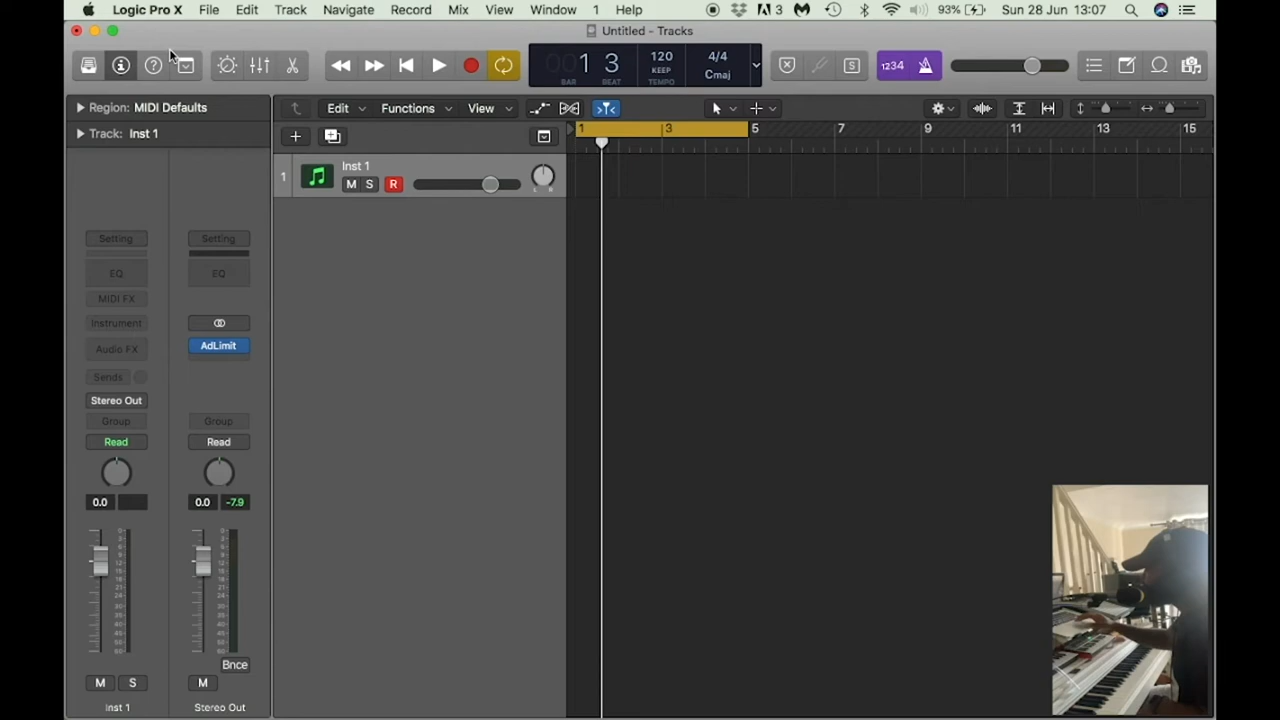 Logic Pro X File Edit Track Navigate Record Mix View Window 1 Help 3 93% Sun 28 Jun 13:07
Untitled - Tracks
001 3 120 4/4
BAR BEAT KEEP TEMPO Cmaj
S 1234
Region: MIDI Defaults
Edit Functions View
Track: Inst 1
1 3 5 7 9 11 13 15
1 Inst 1
M S R L R
Setting Setting
EQ EQ
MIDI FX
Instrument
Audio FX AdLimit
Sends
Stereo Out
Group Group
Read Read
0.0 0.0 -7.9
Bnce
M S M
Inst 1 Stereo Out